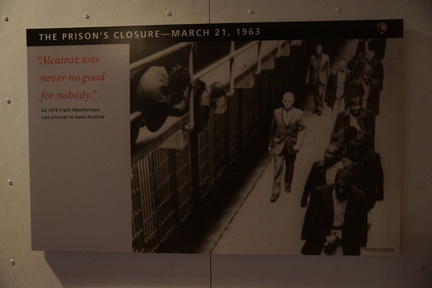 THE PRISON'S CLOSURE—MARCH 21, 1963
"Alcatraz was
never no good
for nobody."
AZ 1576 Frank Weatherman,
Last prisoner to leave Alcatraz